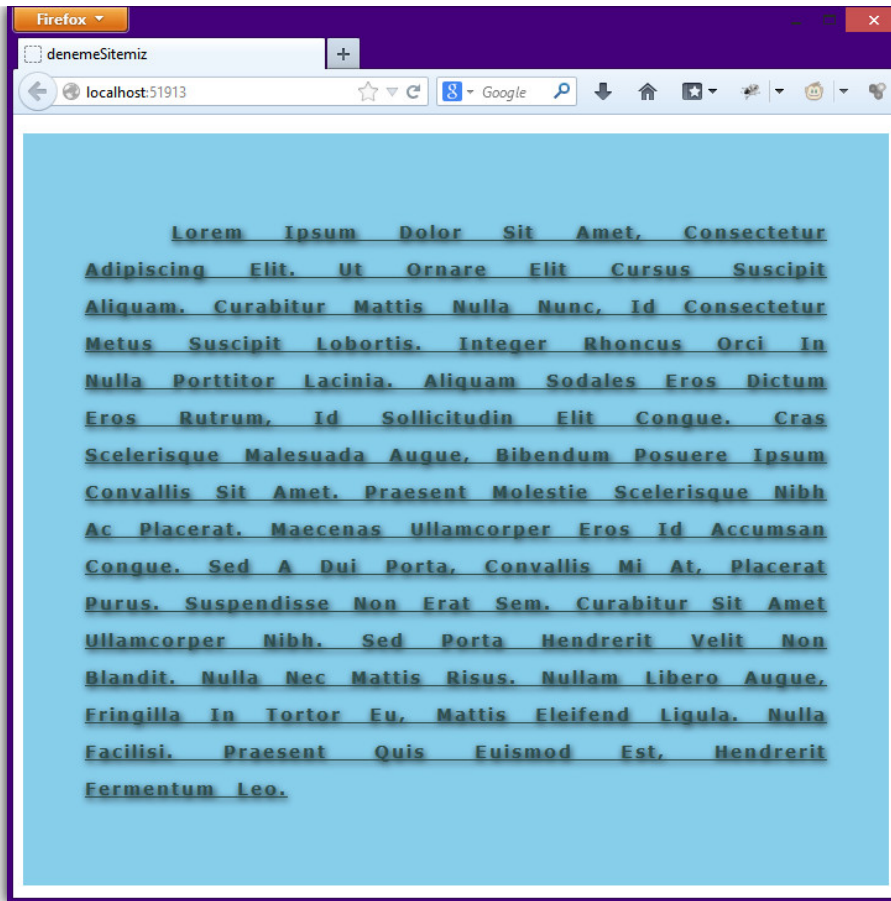 Firefox
denemeSitemiz
localhost:51913
8
Google
Lorem Ipsum Dolor Sit Amet, Consectetur
Adipiscing Elit. Ut Ornare Elit Cursus Suscipit
Aliquam. Curabitur Mattis Nulla Nunc, Id Consectetur
Metus Suscipit Lobortis. Integer Rhoncus Orci In
Nulla Porttitor Lacinia. Aliquam Sodales Eros Dictum
Eros Rutrum, Id Sollicitudin Elit Congue. Cras
Scelerisque Malesuada Augue, Bibendum Posuere Ipsum
Convallis Sit Amet. Praesent Molestie Scelerisque Nibh
Ac Placerat. Maecenas Ullamcorper Eros Id Accumsan
Congue. Sed A Dui Porta, Convallis Mi At, Placerat
Purus. Suspendisse Non Erat Sem. Curabitur Sit Amet
Ullamcorper Nibh. Sed Porta Hendrerit Velit Non
Blandit. Nulla Nec Mattis Risus. Nullam Libero Augue,
Fringilla In Tortor Eu, Mattis Eleifend Ligula. Nulla
Facilisi. Praesent Quis Euismod Est, Hendrerit
Fermentum Leo.